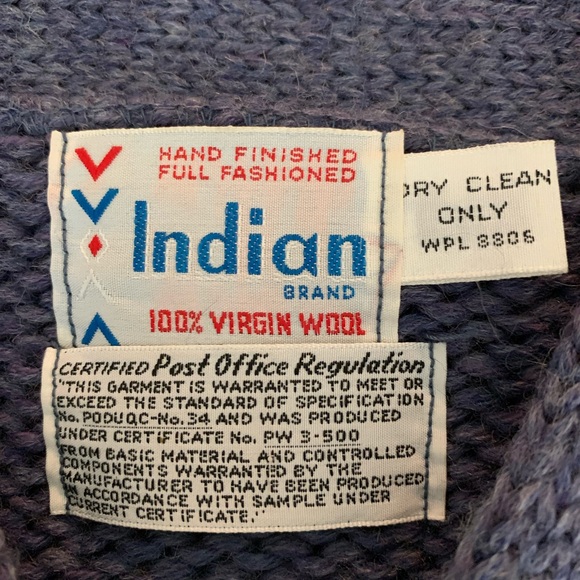 HAND FINISHED
FULL FASHIONED
Indian
BRAND
100% VIRGIN WOOL
DRY CLEAN
ONLY
WPL 8806
CERTIFIED Post Office Regulation
"THIS GARMENT IS WARRANTED TO MEET OR
EXCEED THE STANDARD OF SPECIFICATION
No. PODUQC-No. 34 AND WAS PRODUCED
UNDER CERTIFICATE No. PW 3-500
FROM BASIC MATERIAL AND CONTROLLED
COMPONENTS WARRANTED BY THE
MANUFACTURER TO HAVE BEEN PRODUCED
IN ACCORDANCE WITH SAMPLE UNDER
CURRENT CERTIFICATE."